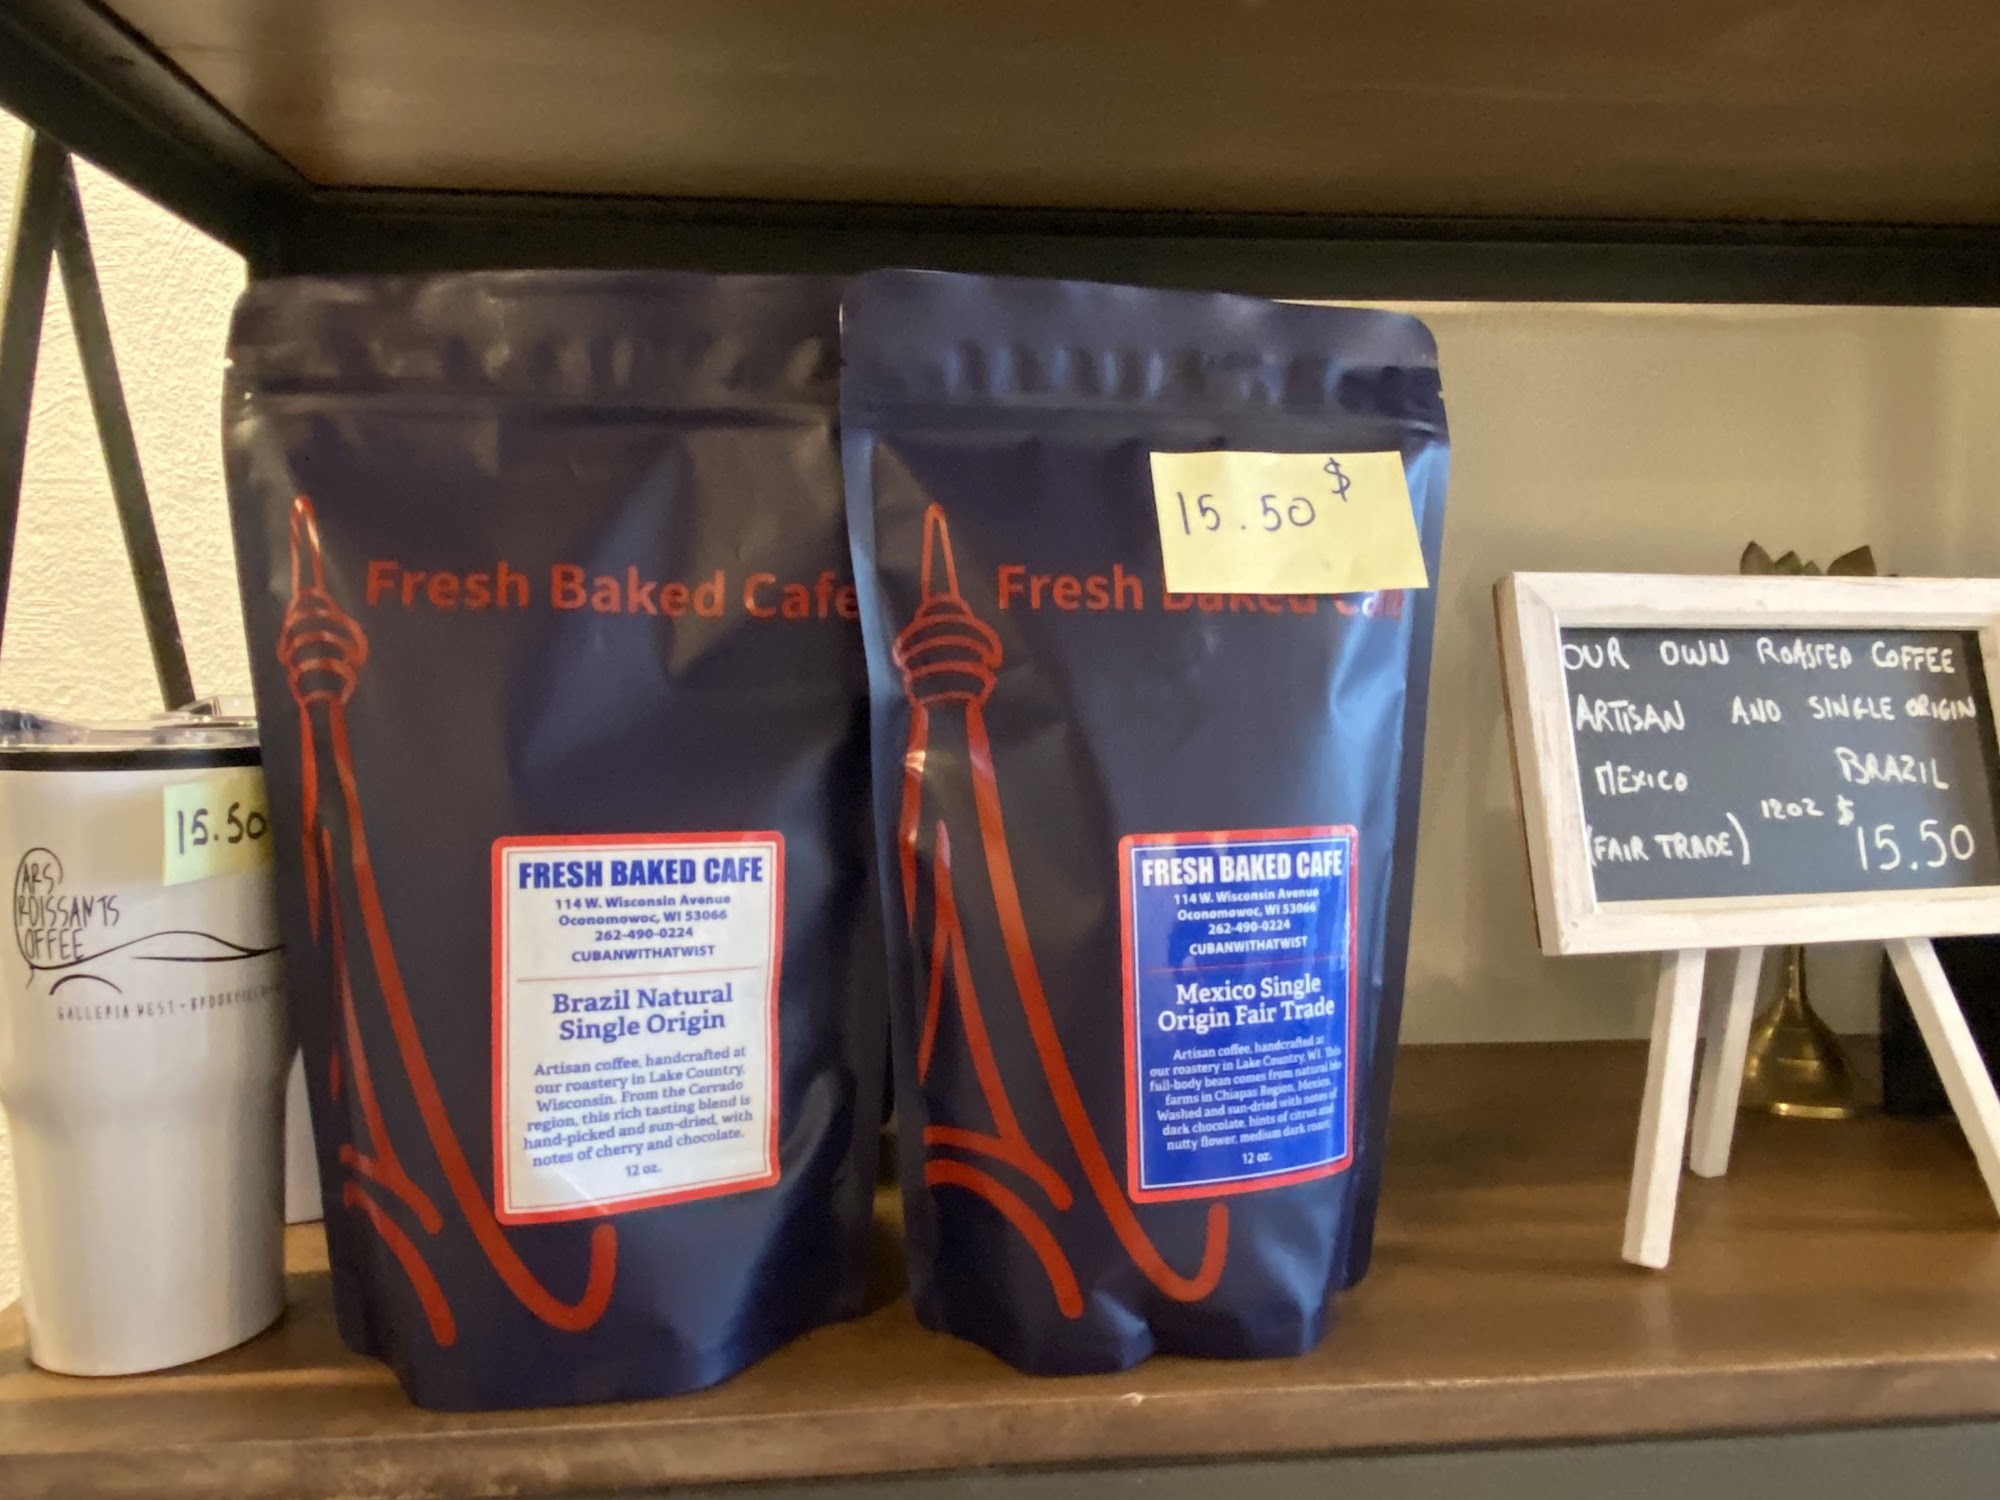 15.50
ARS
ROISSANTS
OFFEE
GALLERIA WEST-
Fresh Baked Cafe
FRESH BAKED CAFE
114 W. Wisconsin Avenue
Oconomowoc, WI 53066
262-490-0224
CUBANWITHATWIST
Brazil Natural
Single Origin
Artisan coffee, handcrafted at
our roastery in Lake Country,
Wisconsin. From the Cerrado
region, this rich tasting blend is
hand-picked and sun-dried, with
notes of cherry and chocolate.
12 oz.
15.50 $
Fresh Baked Cafe
FRESH BAKED CAFE
114 W. Wisconsin Avenue
Oconomowoc, WI 53066
262-490-0224
CUBANWITHATWIST
Mexico Single
Origin Fair Trade
Artisan coffee, handcrafted at
our roastery in Lake Country, WI. This
full-body bean comes from natural bio
farms in Chiapas Region, Mexico.
Washed and sun-dried with notes of
dark chocolate, hints of citrus and
nutty flower, medium dark roast.
12 oz.
OUR OWN ROASTED COFFEE
ARTISAN AND SINGLE ORIGIN
MEXICO BRAZIL
(FAIR TRADE) 12OZ $15.50